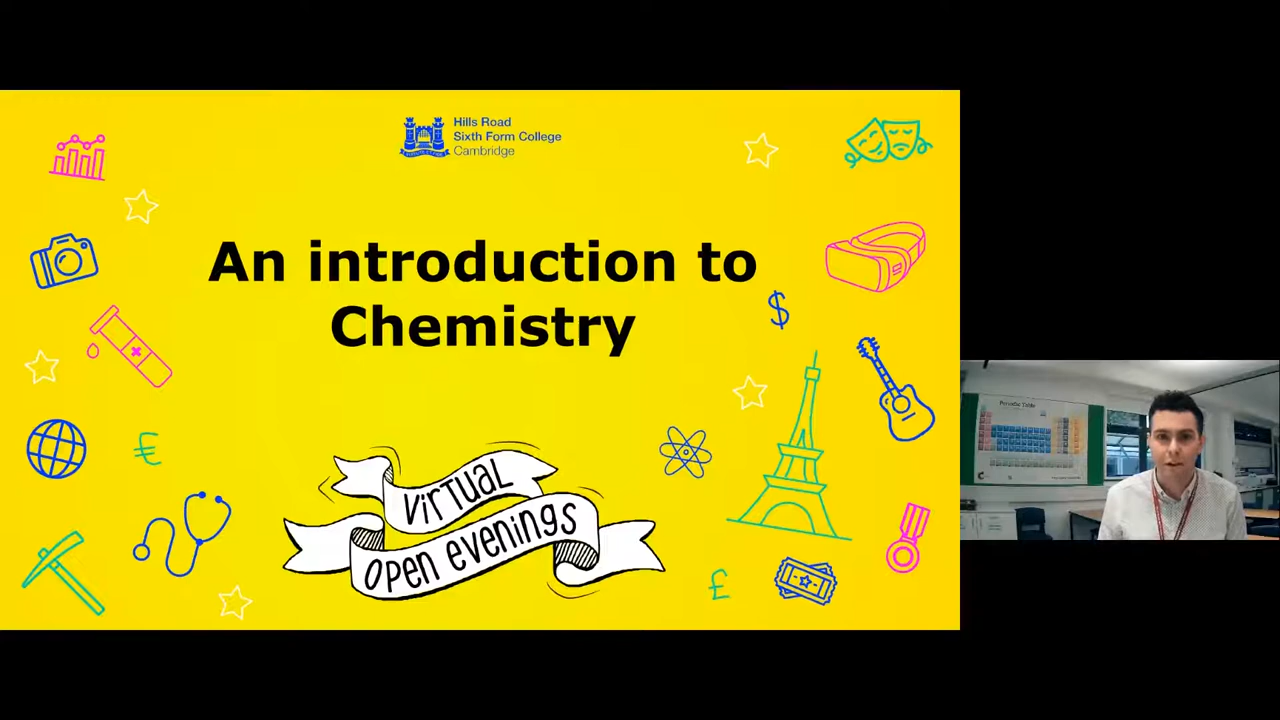 Hills Road
Sixth Form College
Cambridge
An introduction to
Chemistry
$
€
£
VIRTUAL
OPEN EVENINGS
Periodic Table